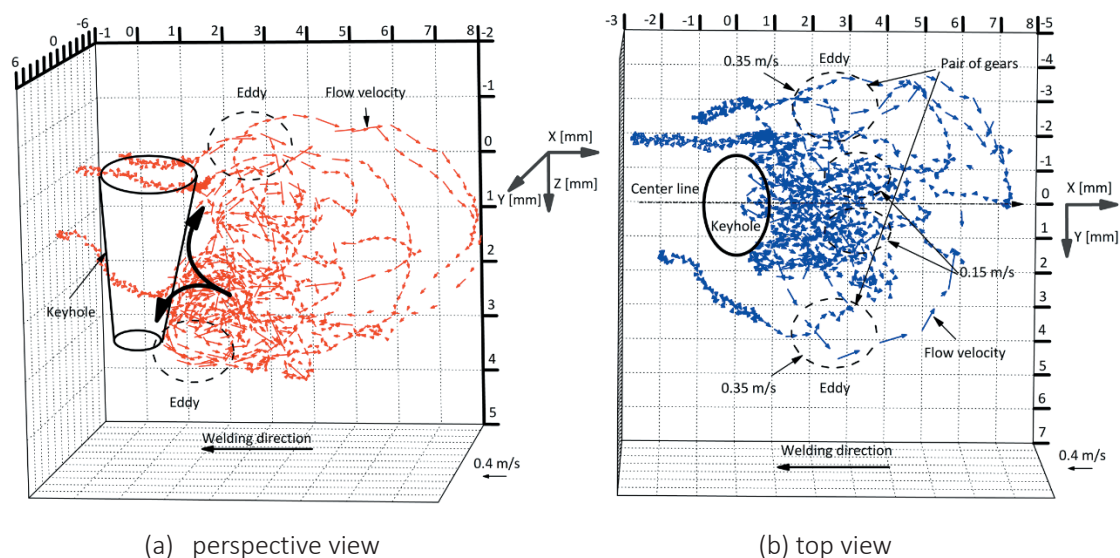 6 0 -6
-1 0 1 2 3 4 5 6 7 8 -2
-1
0
1
2
3
4
5
Eddy
Flow velocity
X [mm]
Y [mm]
Z [mm]
Keyhole
Eddy
Welding direction
0.4 m/s
(a) perspective view
-3 -2 -1 0 1 2 3 4 5 6 7 8 -5
-4
-3
-2
-1
0
1
2
3
4
5
6
7
0.35 m/s
Eddy
Pair of gears
Center line
Keyhole
X [mm]
Y [mm]
0.15 m/s
Flow velocity
0.35 m/s
Eddy
Welding direction
0.4 m/s
(b) top view